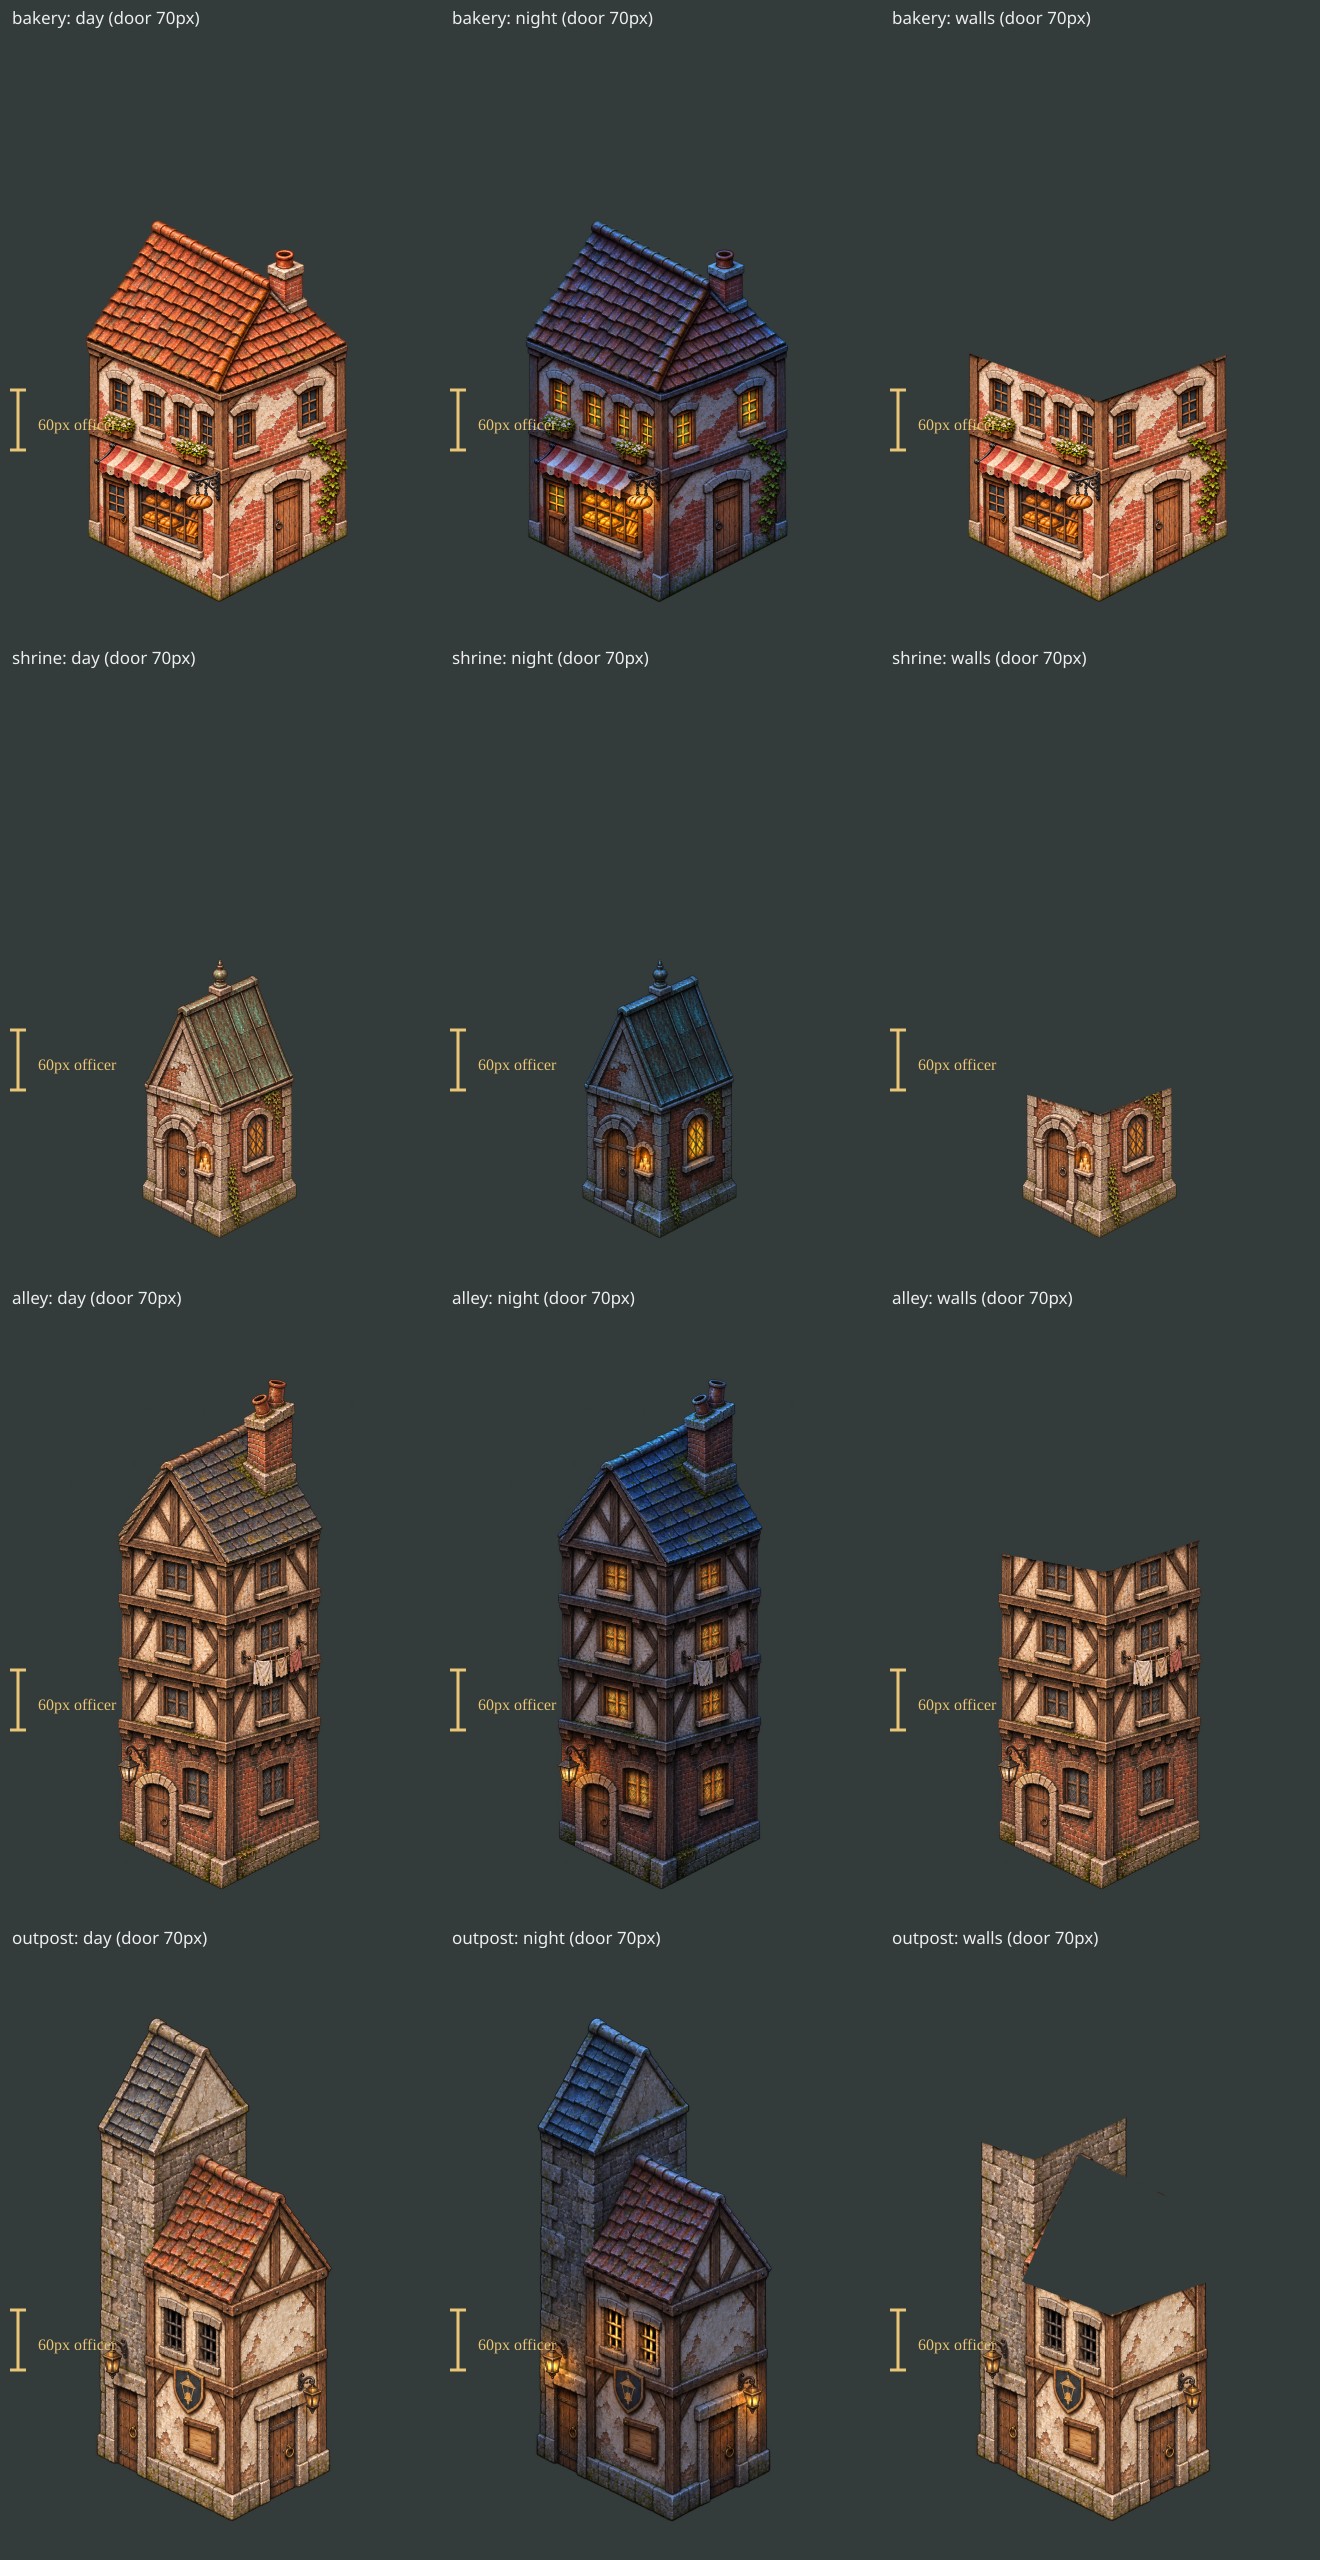 bakery: day (door 70px)
bakery: night (door 70px)
bakery: walls (door 70px)
60px officer
60px officer
60px officer
shrine: day (door 70px)
shrine: night (door 70px)
shrine: walls (door 70px)
60px officer
60px officer
60px officer
alley: day (door 70px)
alley: night (door 70px)
alley: walls (door 70px)
60px officer
60px officer
60px officer
outpost: day (door 70px)
outpost: night (door 70px)
outpost: walls (door 70px)
60px officer
60px officer
60px officer